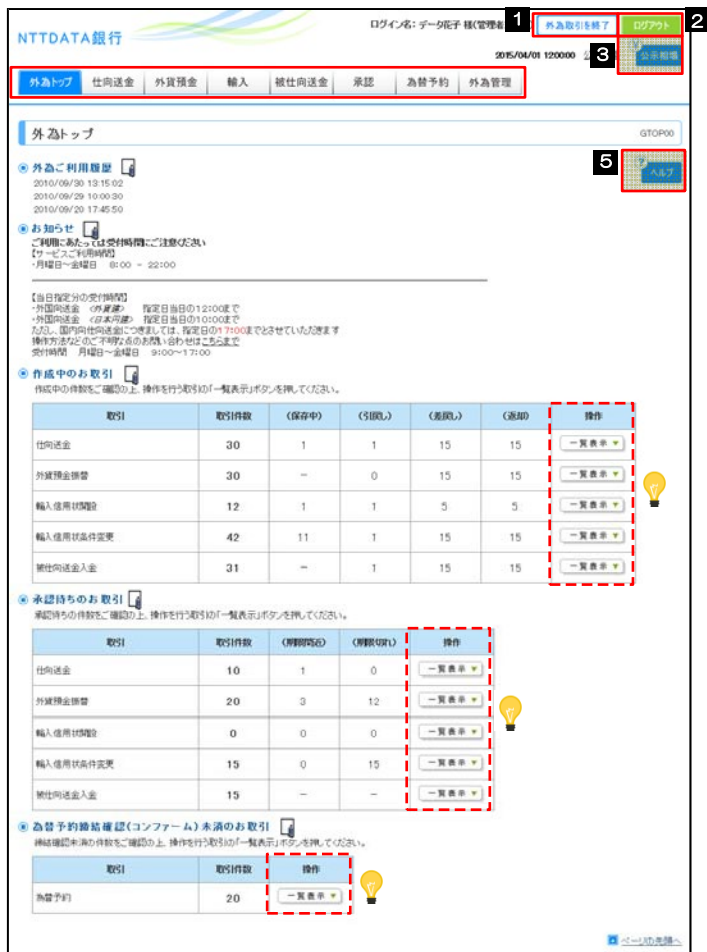 ログイン名：データ花子 様(管理者
1
外為取引を終了
ログアウト
2
NTTDATA銀行
2015/04/01 120000
3
公示相場
外為トップ
仕向送金
外貨預金
輸入
被仕向送金
承認
為替予約
外為管理
外為トップ
GTOP00
外為ご利用履歴
5
ヘルプ
2010/09/30 13:15:02
2010/09/29 10:00:30
2010/09/20 17:45:50
お知らせ
ご利用にあたっては受付時間にご注意ください
【サービスご利用時間】
・月曜日～金曜日　8:00 - 22:00
【当日指定分の受付時間】
・外国向送金 <外貨建> 指定日当日の12:00まで
・外国向送金 <日本円建> 指定日当日の10:00まで
ただし、国内向仕向送金につきましては、指定日の17:00までとさせていただきます
操作方法などのご不明な点のお問い合わせはこちらまで
受付時間　月曜日～金曜日　9:00～17:00
作成中のお取引
作成中の件数をご確認の上、操作を行う取引の「一覧表示」ボタンを押してください。
取引 取引件数 (保存中) (引戻し) (差戻し) (返却) 操作
仕向送金 30 1 1 15 15 一覧表示
外貨預金振替 30 - 0 15 15 一覧表示
輸入信用状開設 12 1 1 5 5 一覧表示
輸入信用状条件変更 42 11 1 15 15 一覧表示
被仕向送金入金 31 - 1 15 15 一覧表示
承認待ちのお取引
承認待ちの件数をご確認の上、操作を行う取引の「一覧表示」ボタンを押してください。
取引 取引件数 (期限間近) (期限切れ) 操作
仕向送金 10 1 0 一覧表示
外貨預金振替 20 3 12 一覧表示
輸入信用状開設 0 0 0 一覧表示
輸入信用状条件変更 15 0 15 一覧表示
被仕向送金入金 15 - - 一覧表示
為替予約締結確認(コンファーム)未済のお取引
締結確認未済の件数をご確認の上、操作を行う取引の「一覧表示」ボタンを押してください。
取引 取引件数 操作
為替予約 20 一覧表示
ページの先頭へ